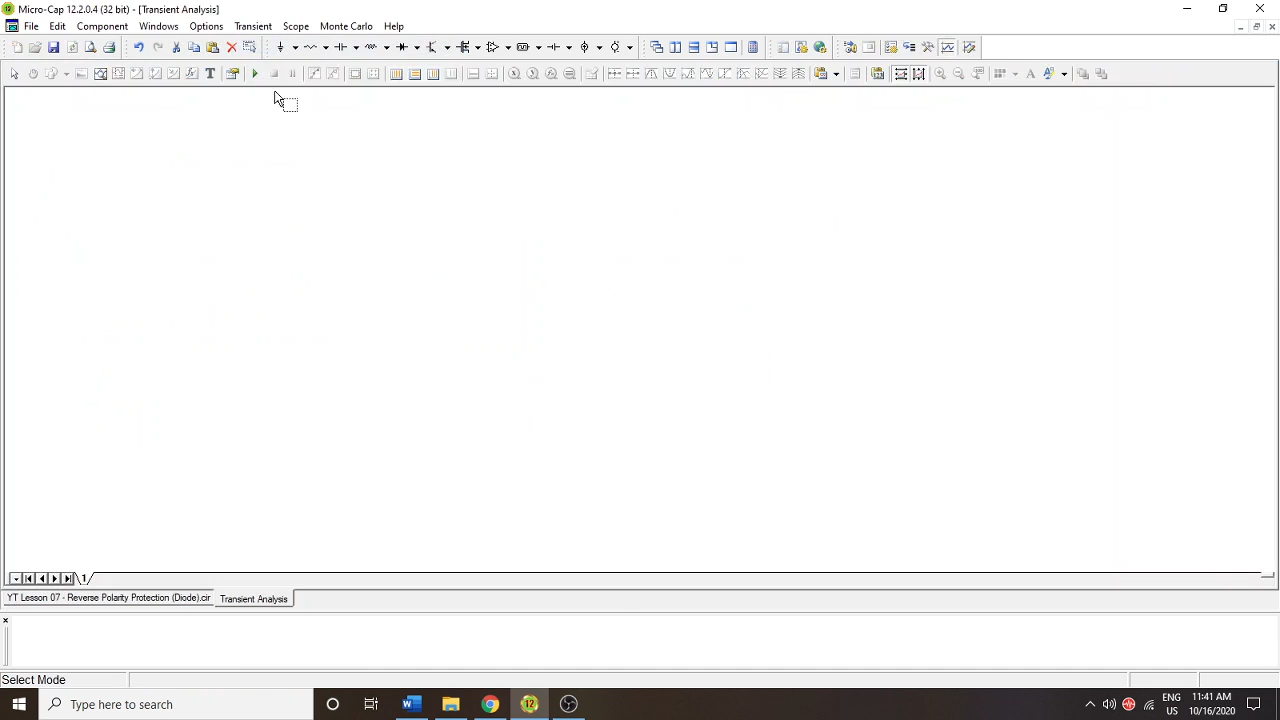 Micro-Cap 12.2.0.4 (32 bit) - [Transient Analysis]
File Edit Component Windows Options Transient Scope Monte Carlo Help
1
YT Lesson 07 - Reverse Polarity Protection (Diode).cir Transient Analysis
Select Mode
Type here to search
ENG
US
11:41 AM
10/16/2020